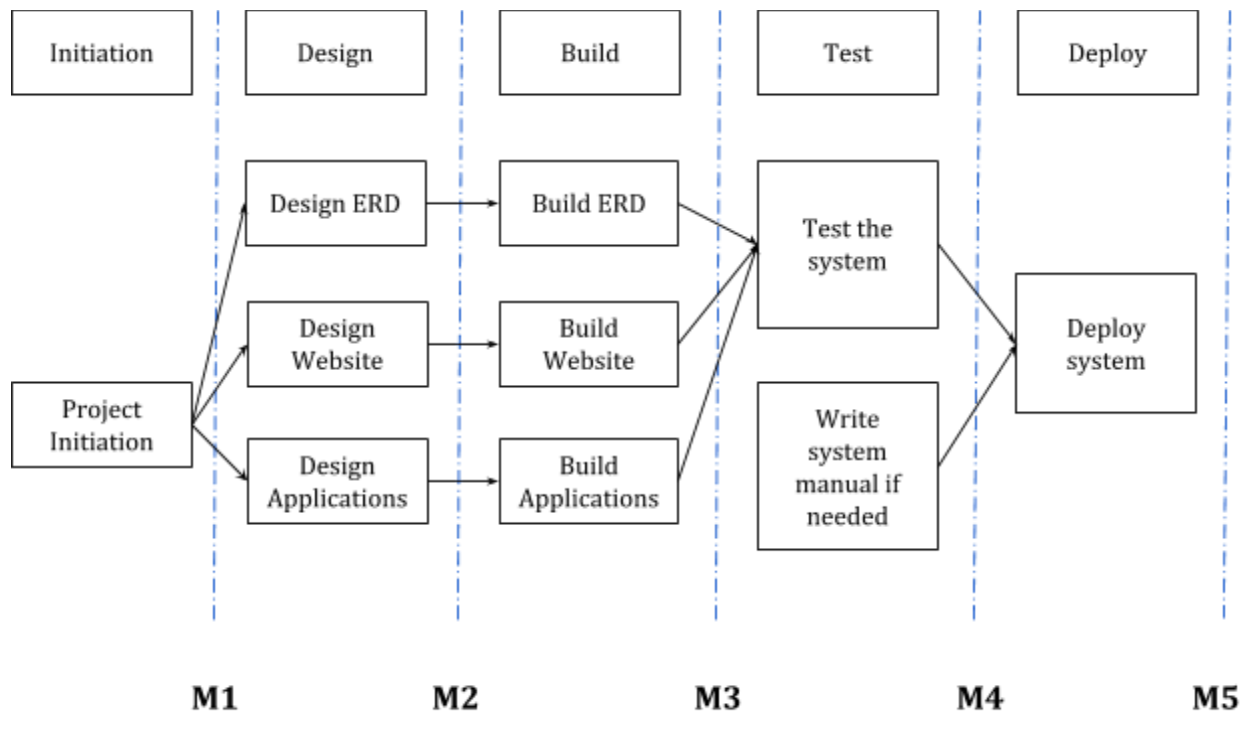 Initiation
Design
Build
Test
Deploy
Design ERD
Build ERD
Test the
system
Design
Website
Build
Website
Deploy
system
Project
Initiation
Design
Applications
Build
Applications
Write
system
manual if
needed
M1
M2
M3
M4
M5